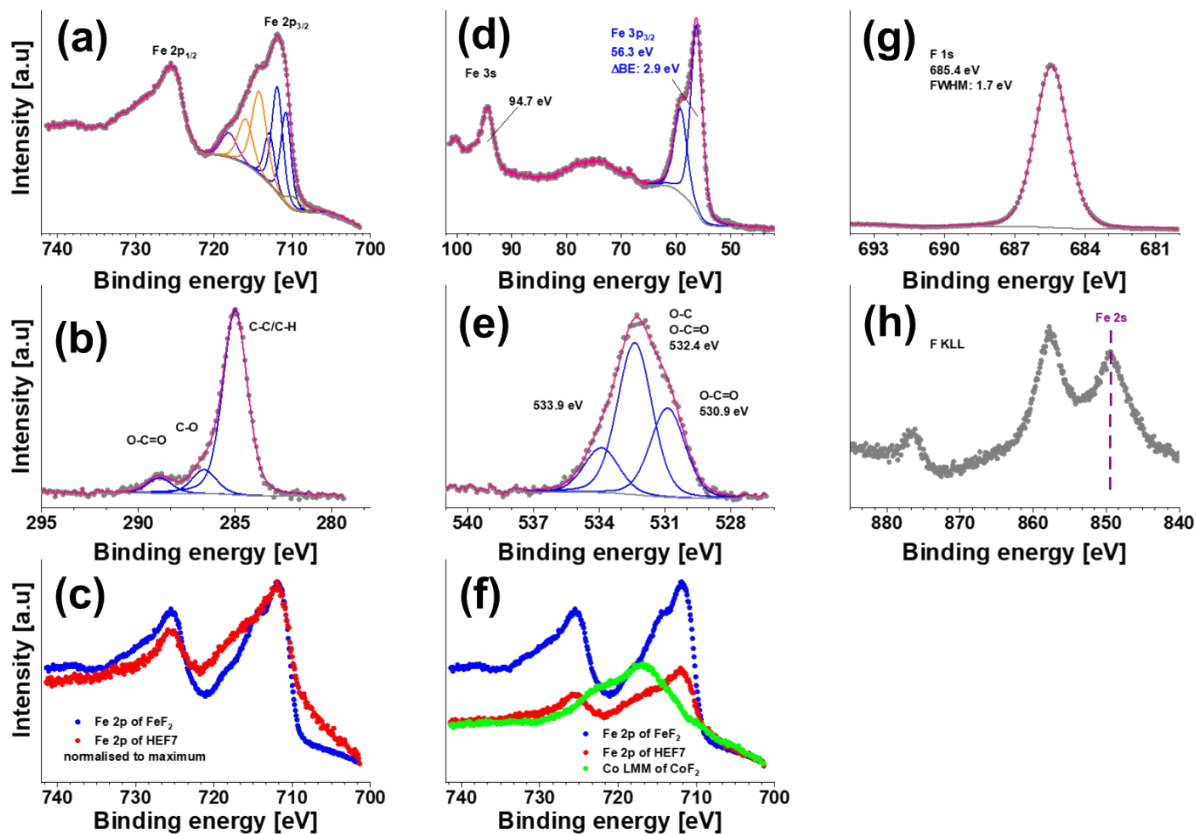 (a)
Fe 2p1/2
Fe 2p3/2
Intensity [a.u]
740 730 720 710 700
Binding energy [eV]
(d)
Fe 3s
94.7 eV
Fe 3p3/2
56.3 eV
ΔBE: 2.9 eV
100 90 80 70 60 50
Binding energy [eV]
(g)
F 1s
685.4 eV
FWHM: 1.7 eV
693 690 687 684 681
Binding energy [eV]
(b)
C-C/C-H
C-O
O-C=O
Intensity [a.u]
295 290 285 280
Binding energy [eV]
(e)
O-C
O-C=O
532.4 eV
533.9 eV
O-C=O
530.9 eV
540 537 534 531 528
Binding energy [eV]
(h)
F KLL
Fe 2s
880 870 860 850 840
Binding energy [eV]
(c)
Intensity [a.u]
Fe 2p of FeF2
Fe 2p of HEF7
normalised to maximum
740 730 720 710 700
Binding energy [eV]
(f)
Fe 2p of FeF2
Fe 2p of HEF7
Co LMM of CoF2
740 730 720 710 700
Binding energy [eV]